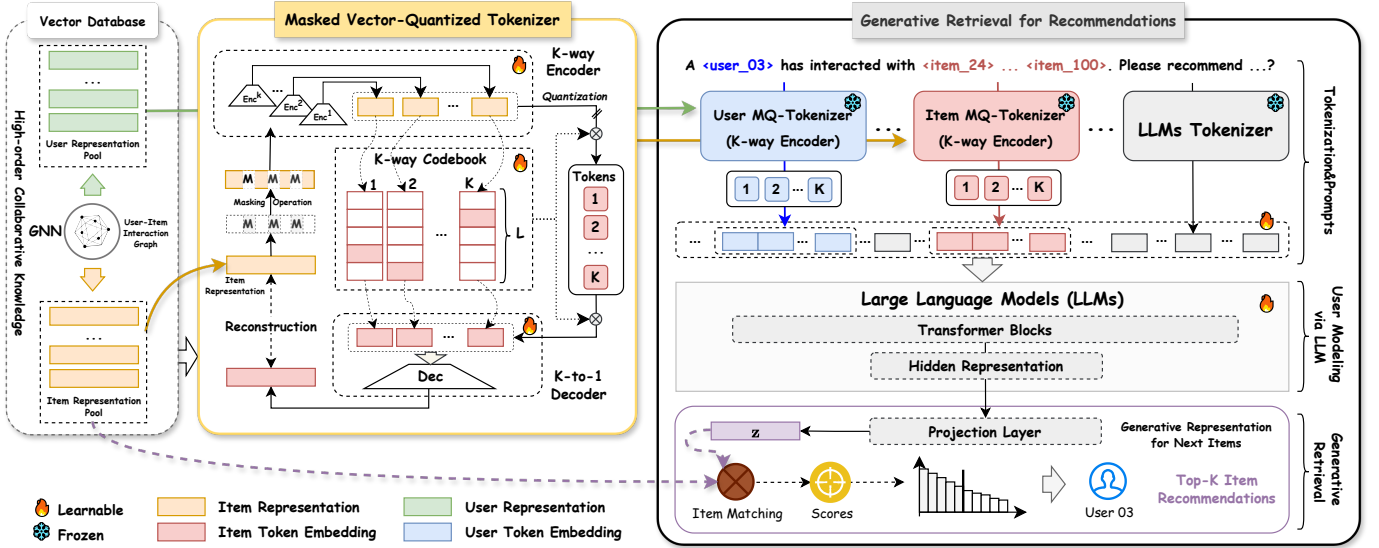 Vector Database
Masked Vector-Quantized Tokenizer
Generative Retrieval for Recommendations
High-order Collaborative Knowledge
...
User Representation
Pool
GNN
User-Item
Interaction
Graph
...
Item Representation
Pool
K-way
Encoder
Enc^k
...
Enc^2
Enc^1
...
Quantization
K-way Codebook
1
2
K
...
L
M M M
Masking Operation
M M M
Item
Representation
Reconstruction
Tokens
1
2
...
K
...
Dec
K-to-1
Decoder
A <user_03> has interacted with <item_24> ... <item_100>. Please recommend ...?
User MQ-Tokenizer
(K-way Encoder)
...
Item MQ-Tokenizer
(K-way Encoder)
...
LLMs Tokenizer
1 2 ... K
1 2 ... K
... ... ... ... ... ... ... ...
Tokenization&Prompts
Large Language Models (LLMs)
Transformer Blocks
Hidden Representation
User Modeling
via LLM
z
Projection Layer
Generative Representation
for Next Items
Item Matching
Scores
User 03
Top-K Item
Recommendations
Generative
Retrieval
Learnable
Frozen
Item Representation
Item Token Embedding
User Representation
User Token Embedding